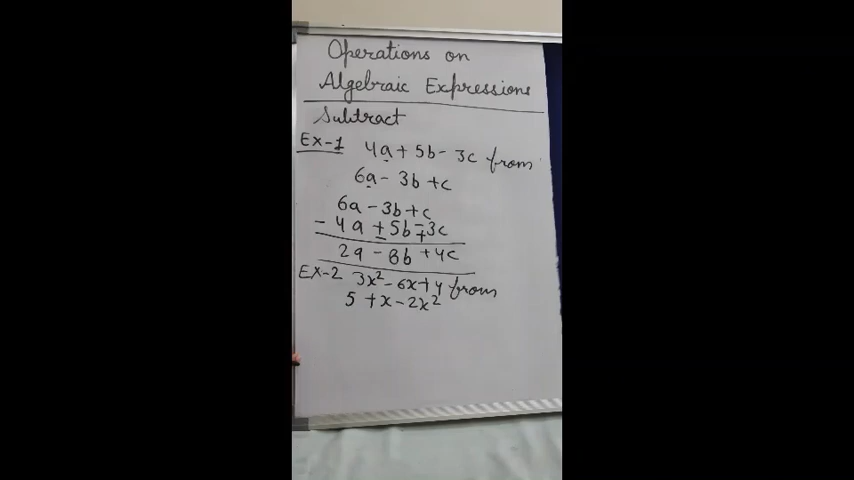 Operations on
Algebraic Expressions
Subtract
Ex-1 4a + 5b - 3c from
6a - 3b + c
6a - 3b + c
- 4a + 5b - 3c
- +
2a - 8b + 4c
Ex-2 3x² - 6x + 4 from
5 + x - 2x²